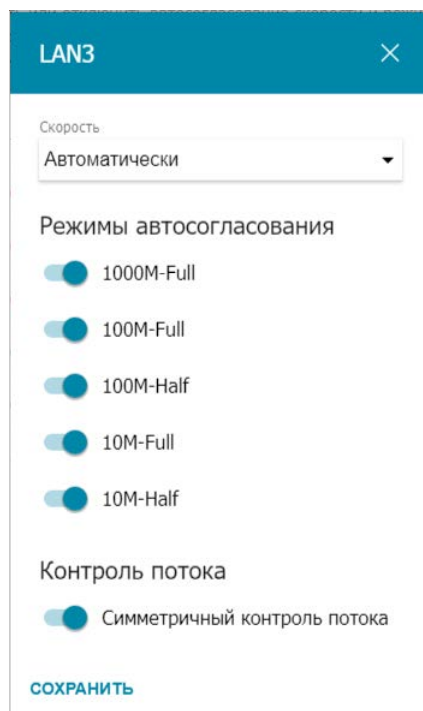 LAN3
Скорость
Автоматически
Режимы автосогласования
1000M-Full
100M-Full
100M-Half
10M-Full
10M-Half
Контроль потока
Симметричный контроль потока
СОХРАНИТЬ